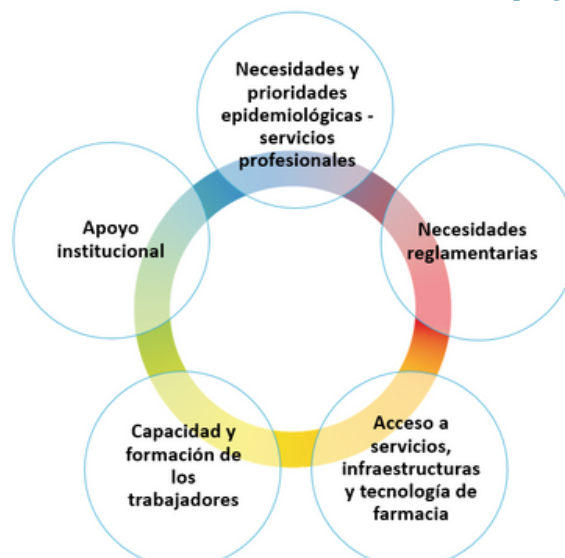 Necesidades y
prioridades
epidemiológicas -
servicios
profesionales
Necesidades
reglamentarias
Acceso a
servicios,
infraestructuras
y tecnología de
farmacia
Capacidad y
formación de
los
trabajadores
Apoyo
institucional